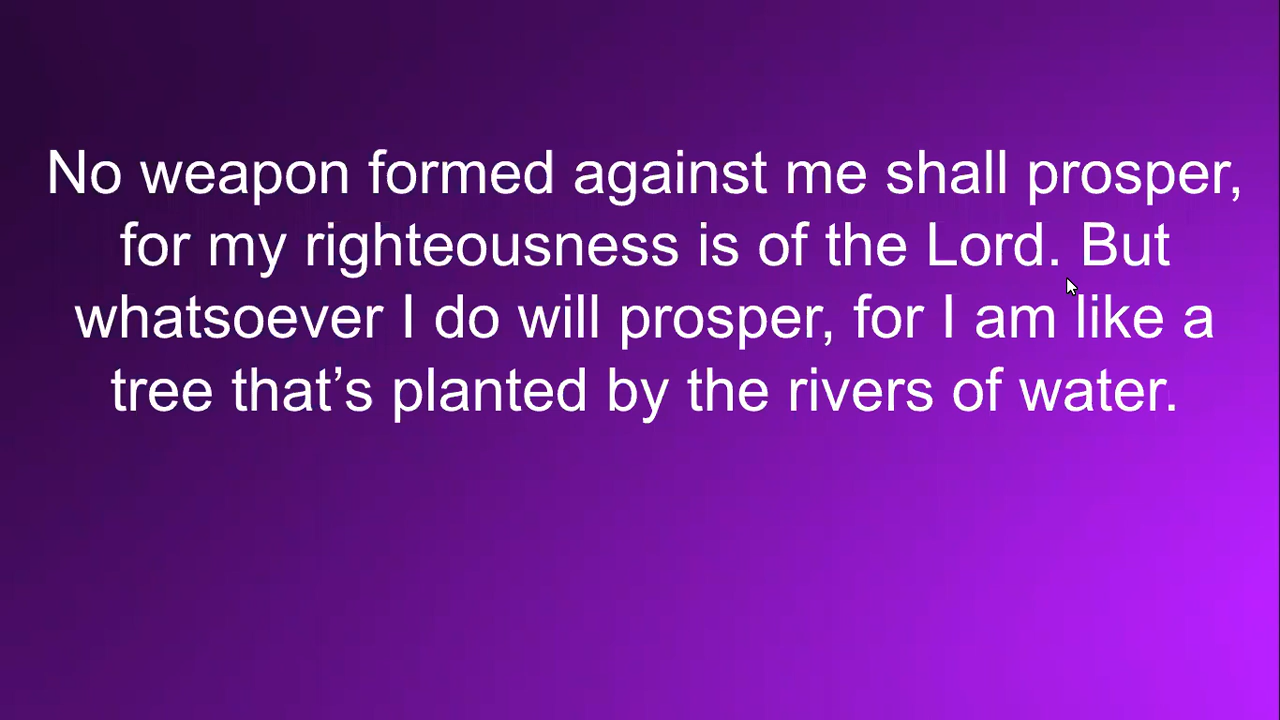 No weapon formed against me shall prosper,
for my righteousness is of the Lord. But
whatsoever I do will prosper, for I am like a
tree that’s planted by the rivers of water.